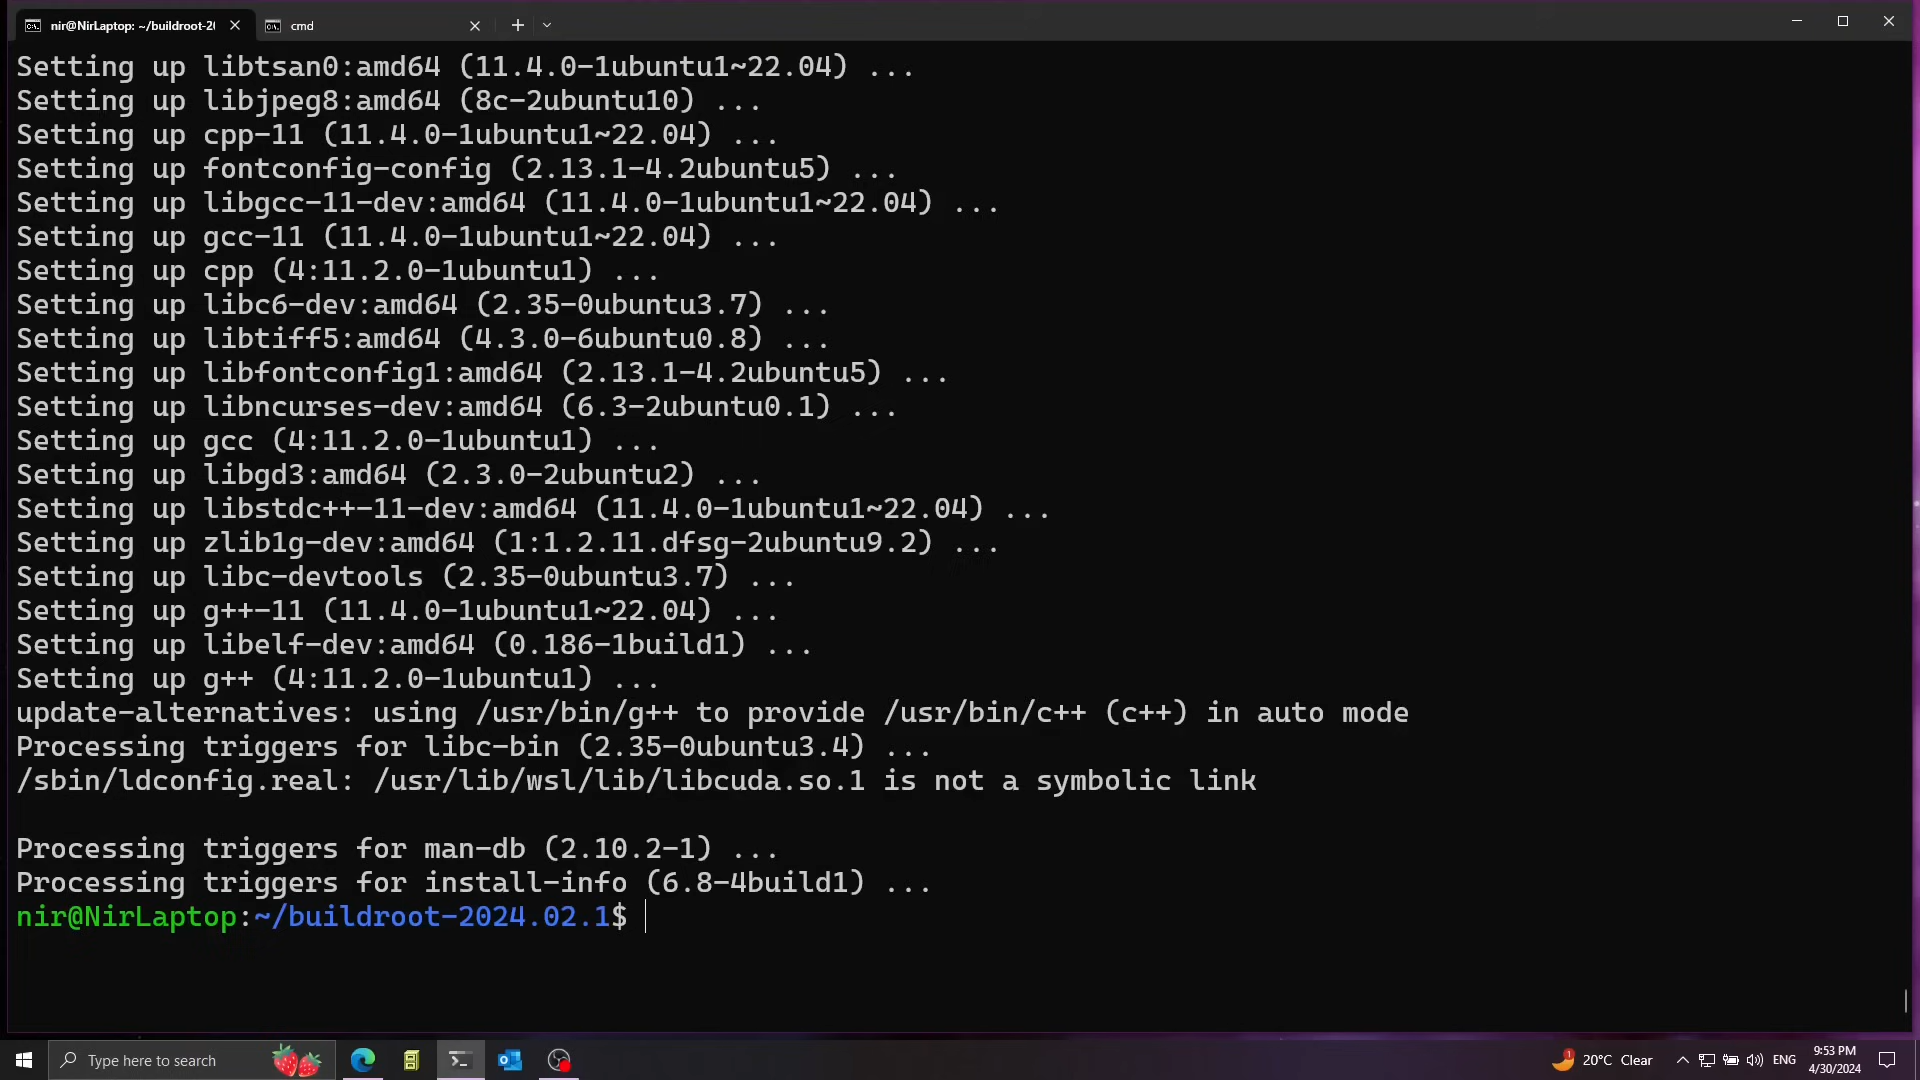 nir@NirLaptop: ~/buildroot-20
cmd
Setting up libtsan0:amd64 (11.4.0-1ubuntu1~22.04) ...
Setting up libjpeg8:amd64 (8c-2ubuntu10) ...
Setting up cpp-11 (11.4.0-1ubuntu1~22.04) ...
Setting up fontconfig-config (2.13.1-4.2ubuntu5) ...
Setting up libgcc-11-dev:amd64 (11.4.0-1ubuntu1~22.04) ...
Setting up gcc-11 (11.4.0-1ubuntu1~22.04) ...
Setting up cpp (4:11.2.0-1ubuntu1) ...
Setting up libc6-dev:amd64 (2.35-0ubuntu3.7) ...
Setting up libtiff5:amd64 (4.3.0-6ubuntu0.8) ...
Setting up libfontconfig1:amd64 (2.13.1-4.2ubuntu5) ...
Setting up libncurses-dev:amd64 (6.3-2ubuntu0.1) ...
Setting up gcc (4:11.2.0-1ubuntu1) ...
Setting up libgd3:amd64 (2.3.0-2ubuntu2) ...
Setting up libstdc++-11-dev:amd64 (11.4.0-1ubuntu1~22.04) ...
Setting up zlib1g-dev:amd64 (1:1.2.11.dfsg-2ubuntu9.2) ...
Setting up libc-devtools (2.35-0ubuntu3.7) ...
Setting up g++-11 (11.4.0-1ubuntu1~22.04) ...
Setting up libelf-dev:amd64 (0.186-1build1) ...
Setting up g++ (4:11.2.0-1ubuntu1) ...
update-alternatives: using /usr/bin/g++ to provide /usr/bin/c++ (c++) in auto mode
Processing triggers for libc-bin (2.35-0ubuntu3.4) ...
/sbin/ldconfig.real: /usr/lib/wsl/lib/libcuda.so.1 is not a symbolic link
Processing triggers for man-db (2.10.2-1) ...
Processing triggers for install-info (6.8-4build1) ...
nir@NirLaptop:~/buildroot-2024.02.1$
Type here to search
1
20°C Clear
ENG
9:53 PM
4/30/2024